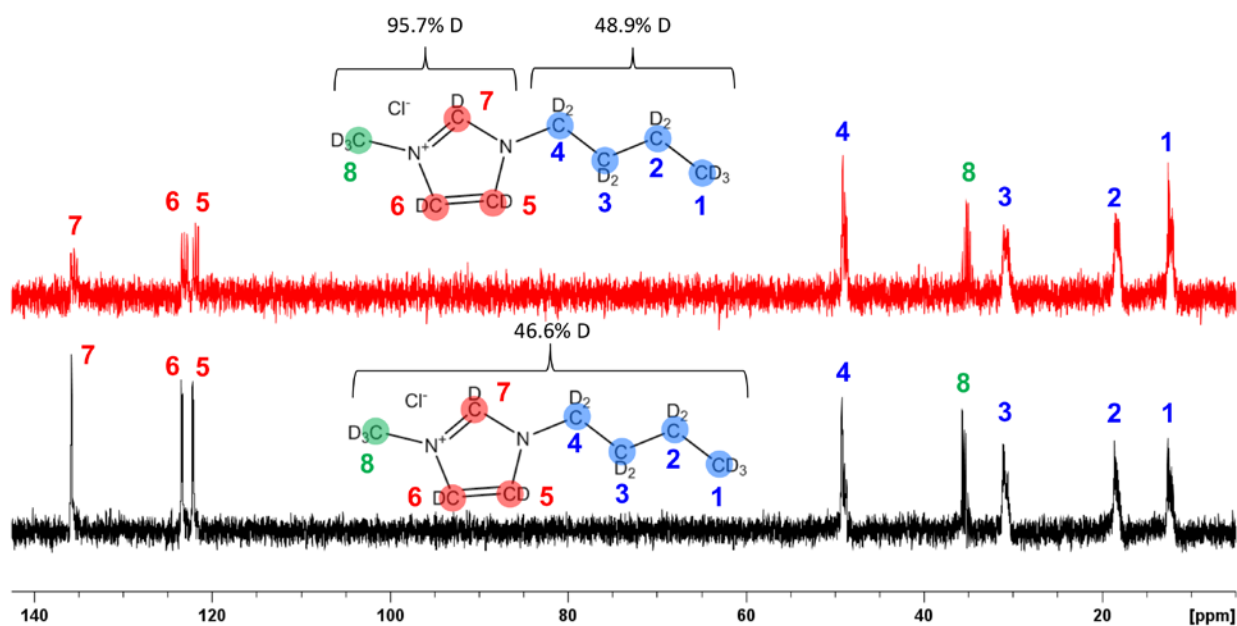 95.7% D 48.9% D
Cl⁻ D 7 D₂ D₂
D₃C N⁺ N C C
8 4 C 2 CD₃
D₂
3 1
6 DC CD 5
7 6 5 4 8 3 2 1
46.6% D
Cl⁻ D 7 D₂ D₂
D₃C N⁺ N C C
8 4 C 2 CD₃
D₂
3 1
6 DC CD 5
7 6 5 4 8 3 2 1
140 120 100 80 60 40 20 [ppm]